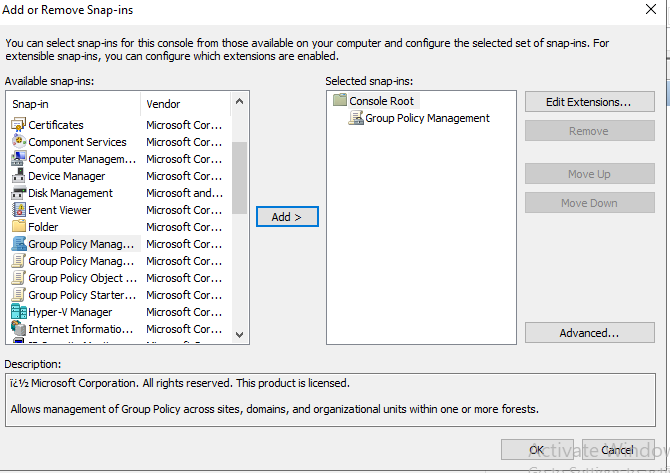 Add or Remove Snap-ins
You can select snap-ins for this console from those available on your computer and configure the selected set of snap-ins. For
extensible snap-ins, you can configure which extensions are enabled.
Available snap-ins:
Snap-in Vendor
Certificates Microsoft Cor...
Component Services Microsoft Cor...
Computer Managem... Microsoft Cor...
Device Manager Microsoft Cor...
Disk Management Microsoft and...
Event Viewer Microsoft Cor...
Folder Microsoft Cor...
Group Policy Manag... Microsoft Cor...
Group Policy Manag... Microsoft Cor...
Group Policy Object ... Microsoft Cor...
Group Policy Starter... Microsoft Cor...
Hyper-V Manager Microsoft Cor...
Internet Informatio... Microsoft Cor...
Add >
Selected snap-ins:
Console Root
Group Policy Management
Edit Extensions...
Remove
Move Up
Move Down
Advanced...
Description:
ï¿½ Microsoft Corporation. All rights reserved. This product is licensed.
Allows management of Group Policy across sites, domains, and organizational units within one or more forests.
Activate Window
OK Cancel